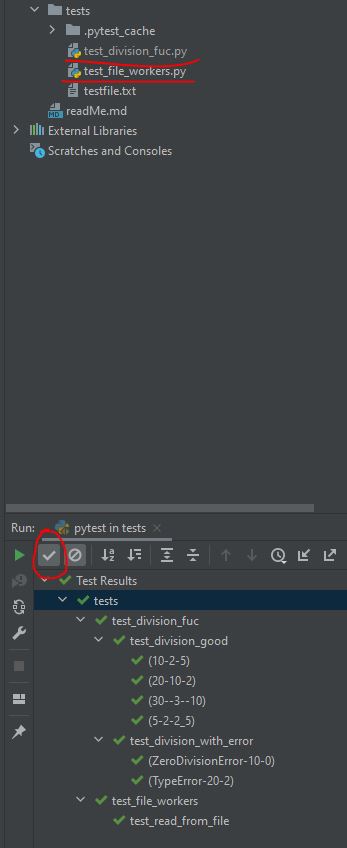 tests
.pytest_cache
test_division_fuc.py
test_file_workers.py
testfile.txt
readMe.md
External Libraries
Scratches and Consoles
Run: pytest in tests
Test Results
tests
test_division_fuc
test_division_good
(10-2-5)
(20-10-2)
(30--3--10)
(5-2-2_5)
test_division_with_error
(ZeroDivisionError-10-0)
(TypeError-20-2)
test_file_workers
test_read_from_file